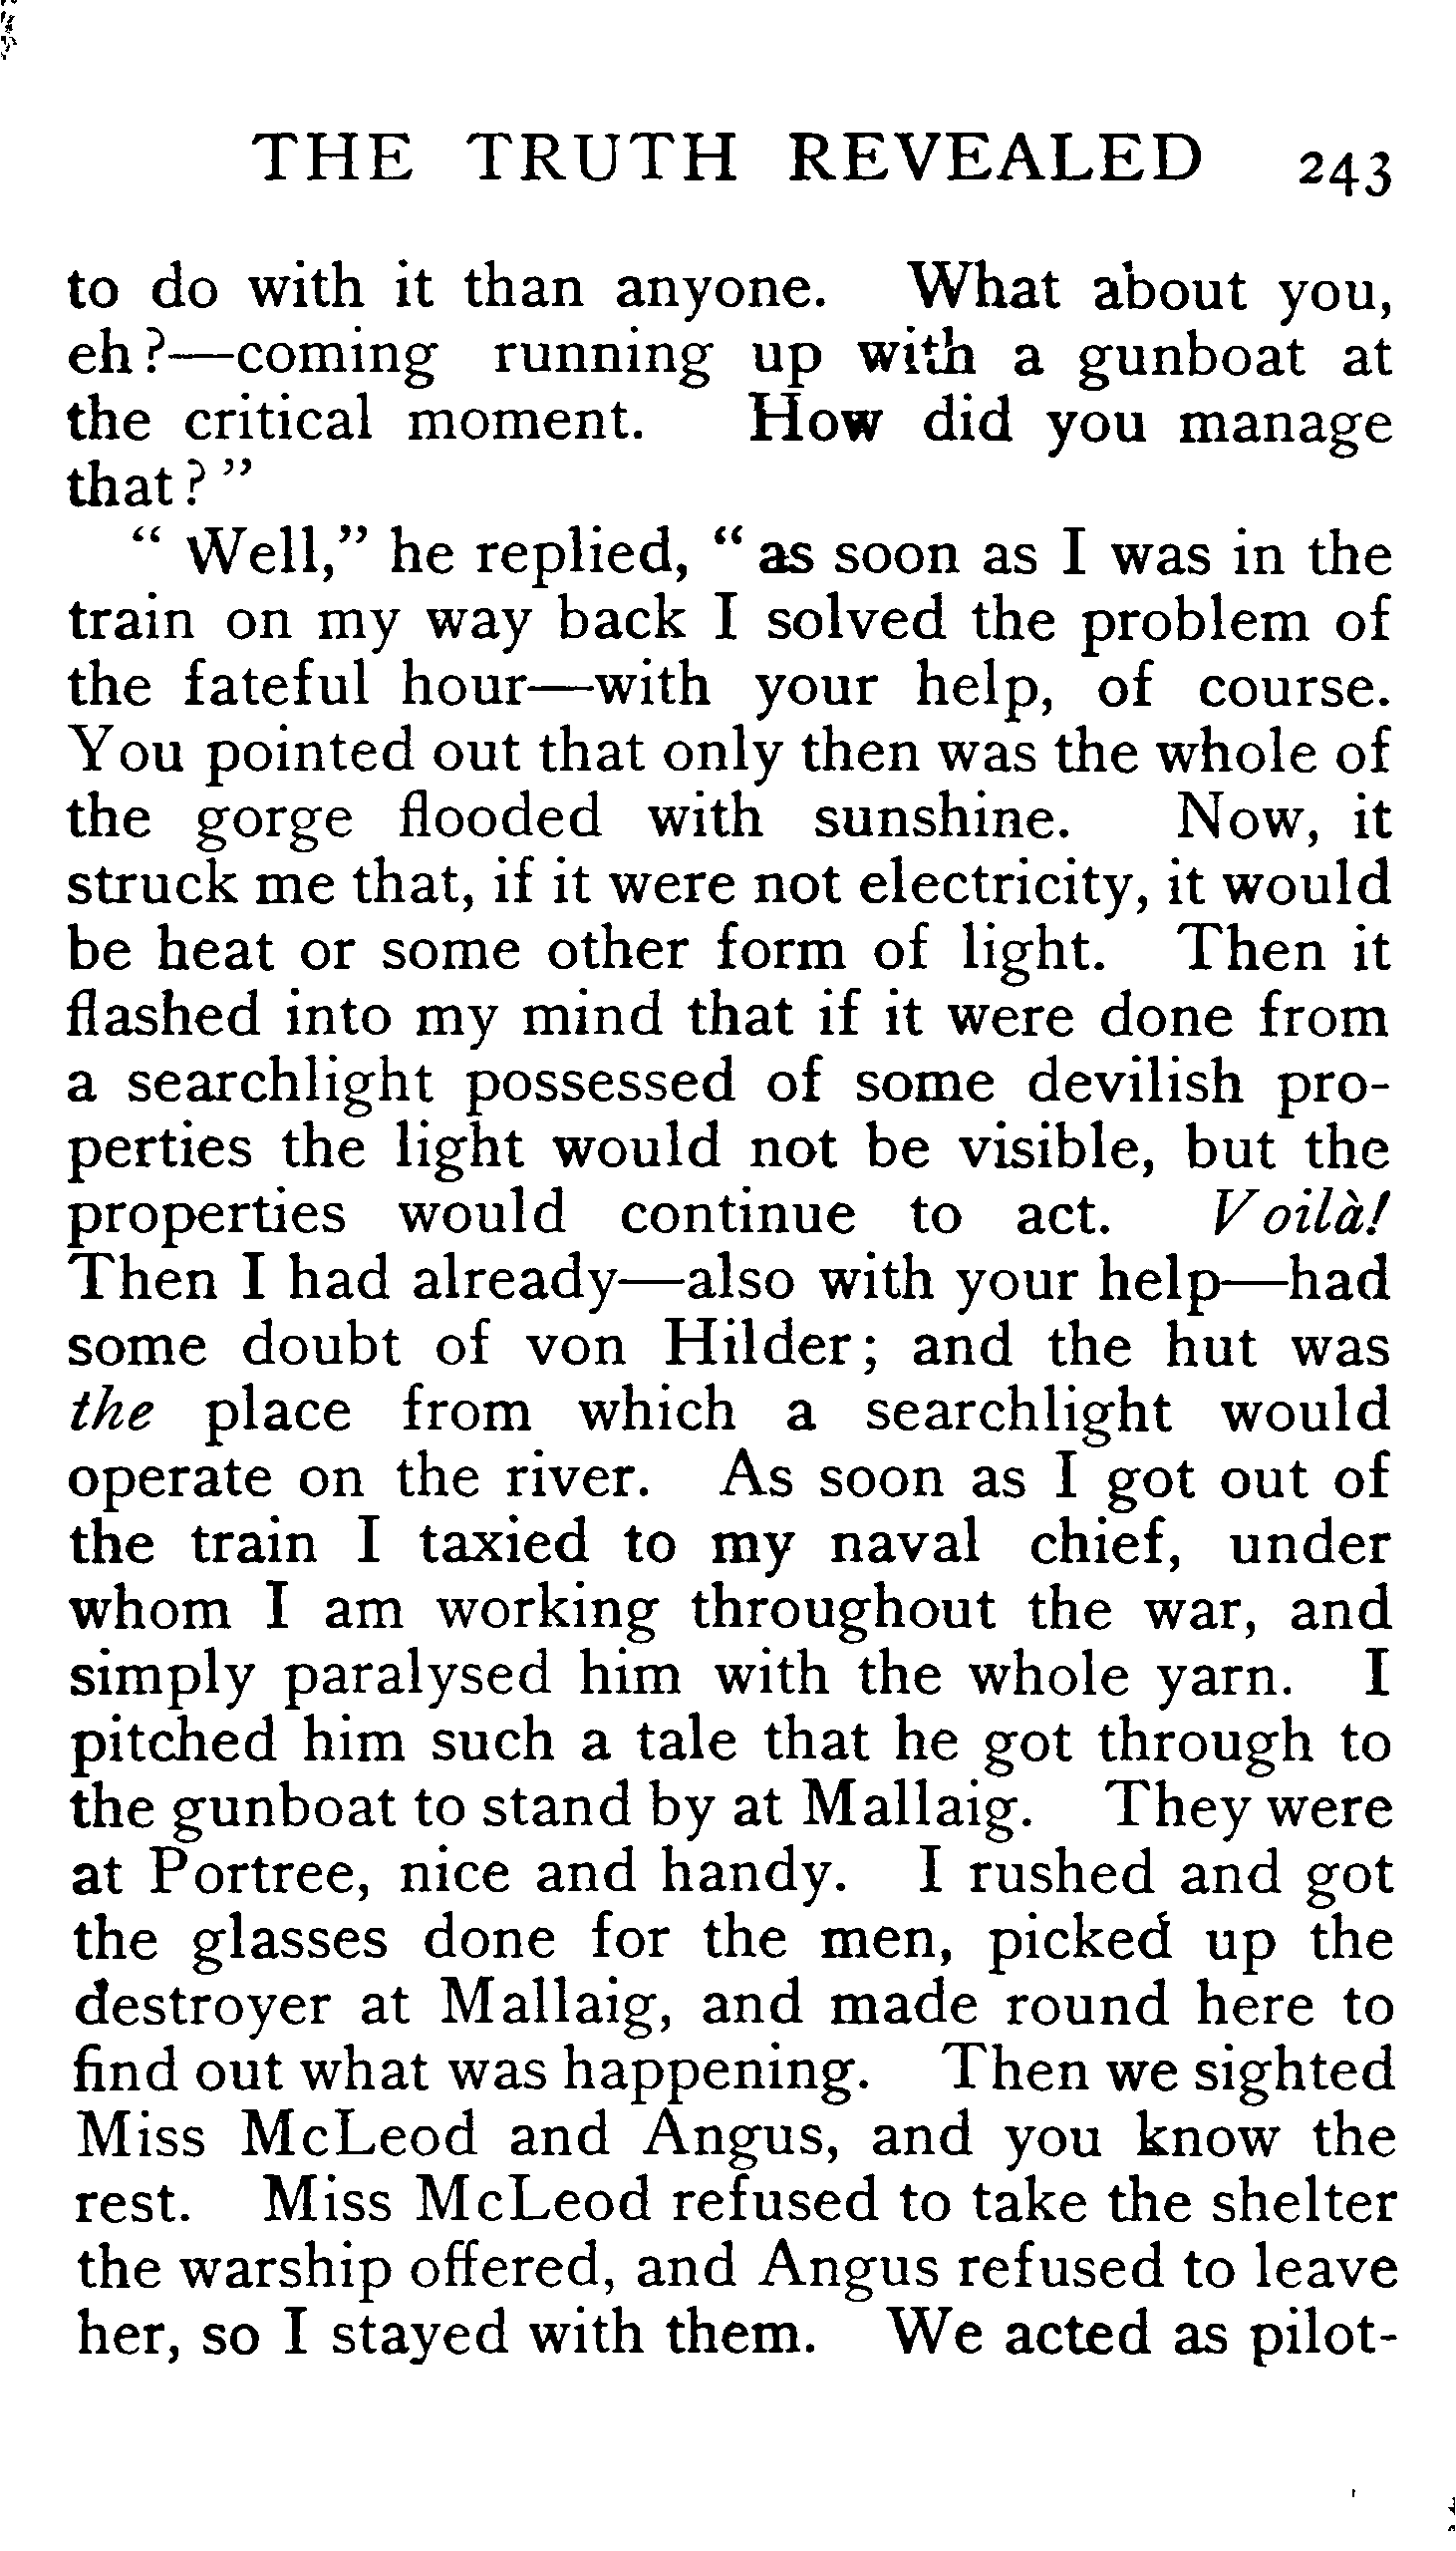 THE TRUTH REVEALED 243
to do with it than anyone. What about you,
eh?—coming running up with a gunboat at
the critical moment. How did you manage
that?”
“Well,” he replied, “as soon as I was in the
train on my way back I solved the problem of
the fateful hour—with your help, of course.
You pointed out that only then was the whole of
the gorge flooded with sunshine. Now, it
struck me that, if it were not electricity, it would
be heat or some other form of light. Then it
flashed into my mind that if it were done from
a searchlight possessed of some devilish pro-
perties the light would not be visible, but the
properties would continue to act. Voilà!
Then I had already—also with your help—had
some doubt of von Hilder; and the hut was
the place from which a searchlight would
operate on the river. As soon as I got out of
the train I taxied to my naval chief, under
whom I am working throughout the war, and
simply paralysed him with the whole yarn. I
pitched him such a tale that he got through to
the gunboat to stand by at Mallaig. They were
at Portree, nice and handy. I rushed and got
the glasses done for the men, picked up the
destroyer at Mallaig, and made round here to
find out what was happening. Then we sighted
Miss McLeod and Angus, and you know the
rest. Miss McLeod refused to take the shelter
the warship offered, and Angus refused to leave
her, so I stayed with them. We acted as pilot-